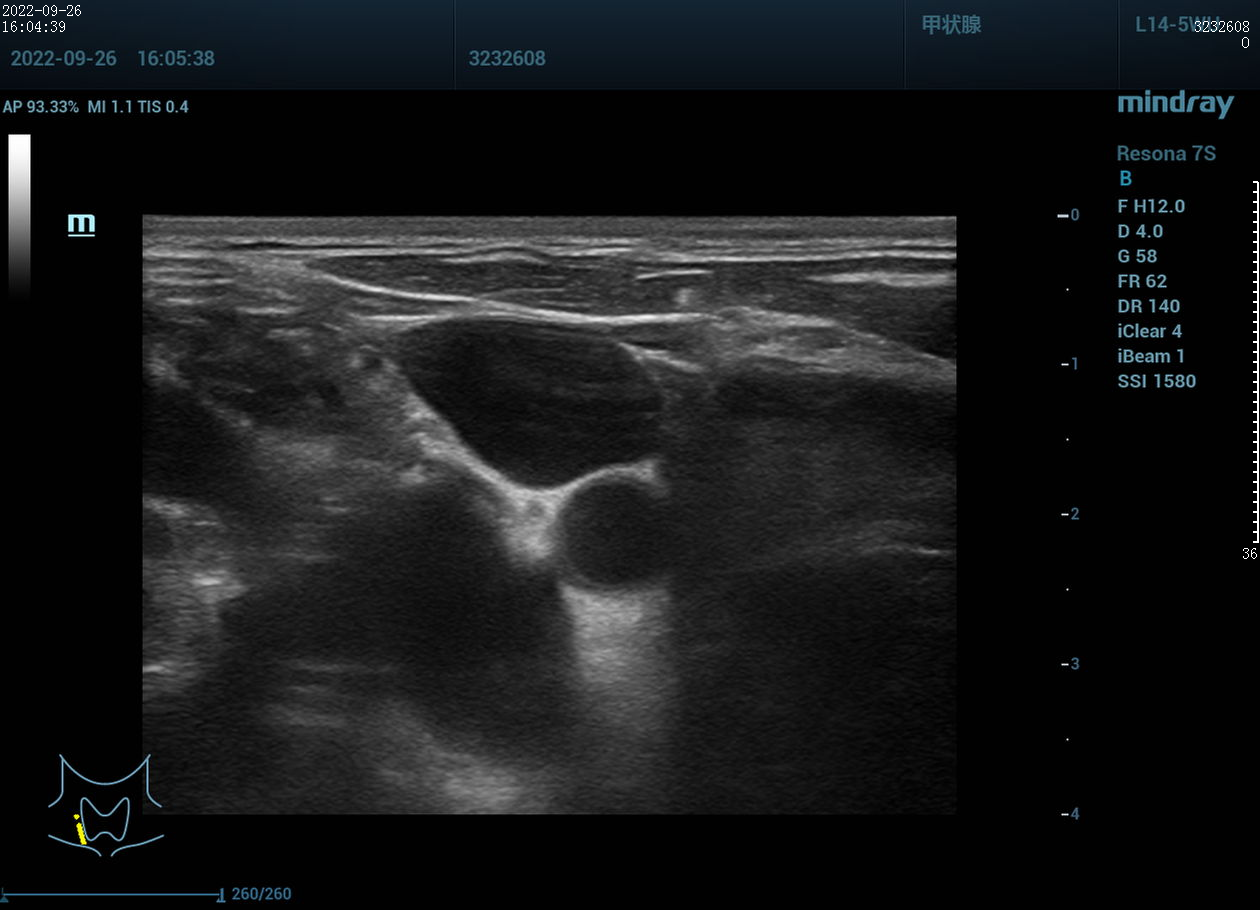 2022-09-26
16:04:39
2022-09-26 16:05:38
3232608
甲状腺
L14-5WU
3232608
0
AP 93.33% MI 1.1 TIS 0.4
mindray
Resona 7S
B
F H12.0
D 4.0
G 58
FR 62
DR 140
iClear 4
iBeam 1
SSI 1580
m
0
1
2
3
4
36
260/260